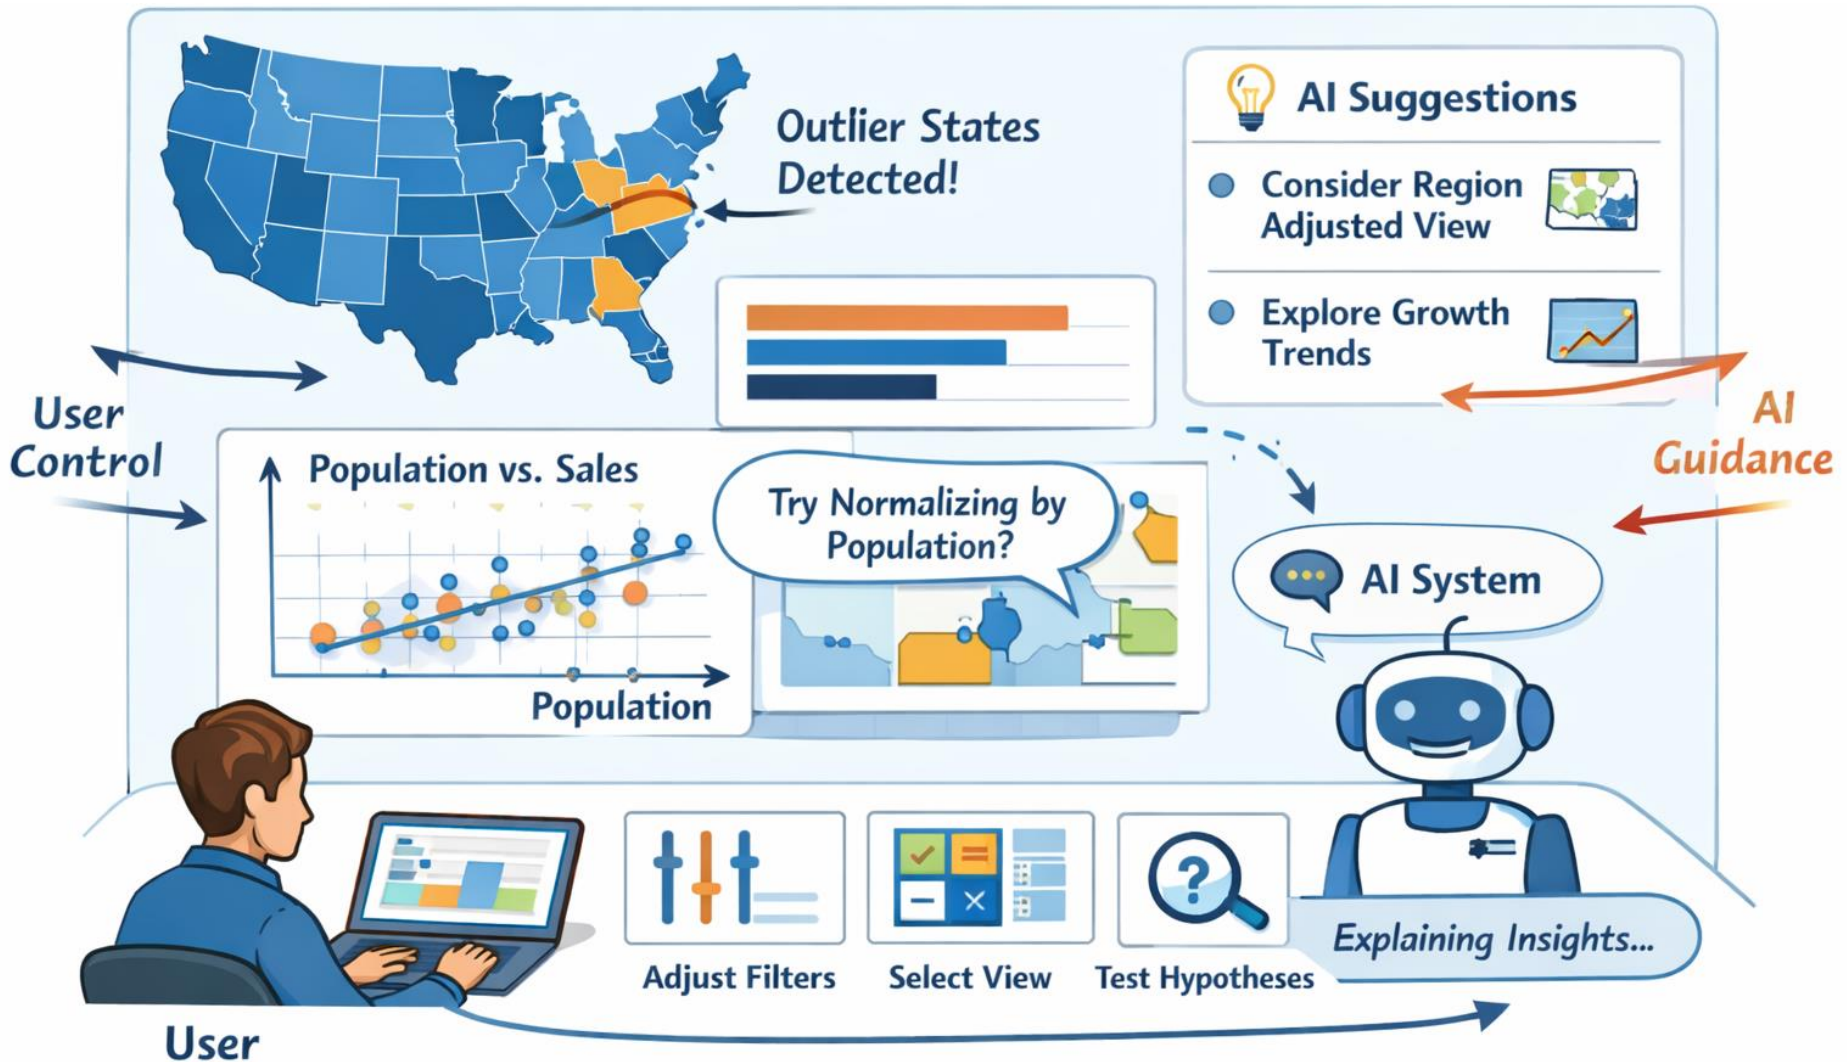 Outlier States
Detected!
AI Suggestions
Consider Region
Adjusted View
Explore Growth
Trends
User
Control
AI
Guidance
Population vs. Sales
Population
Try Normalizing by
Population?
AI System
Adjust Filters
Select View
Test Hypotheses
Explaining Insights...
User